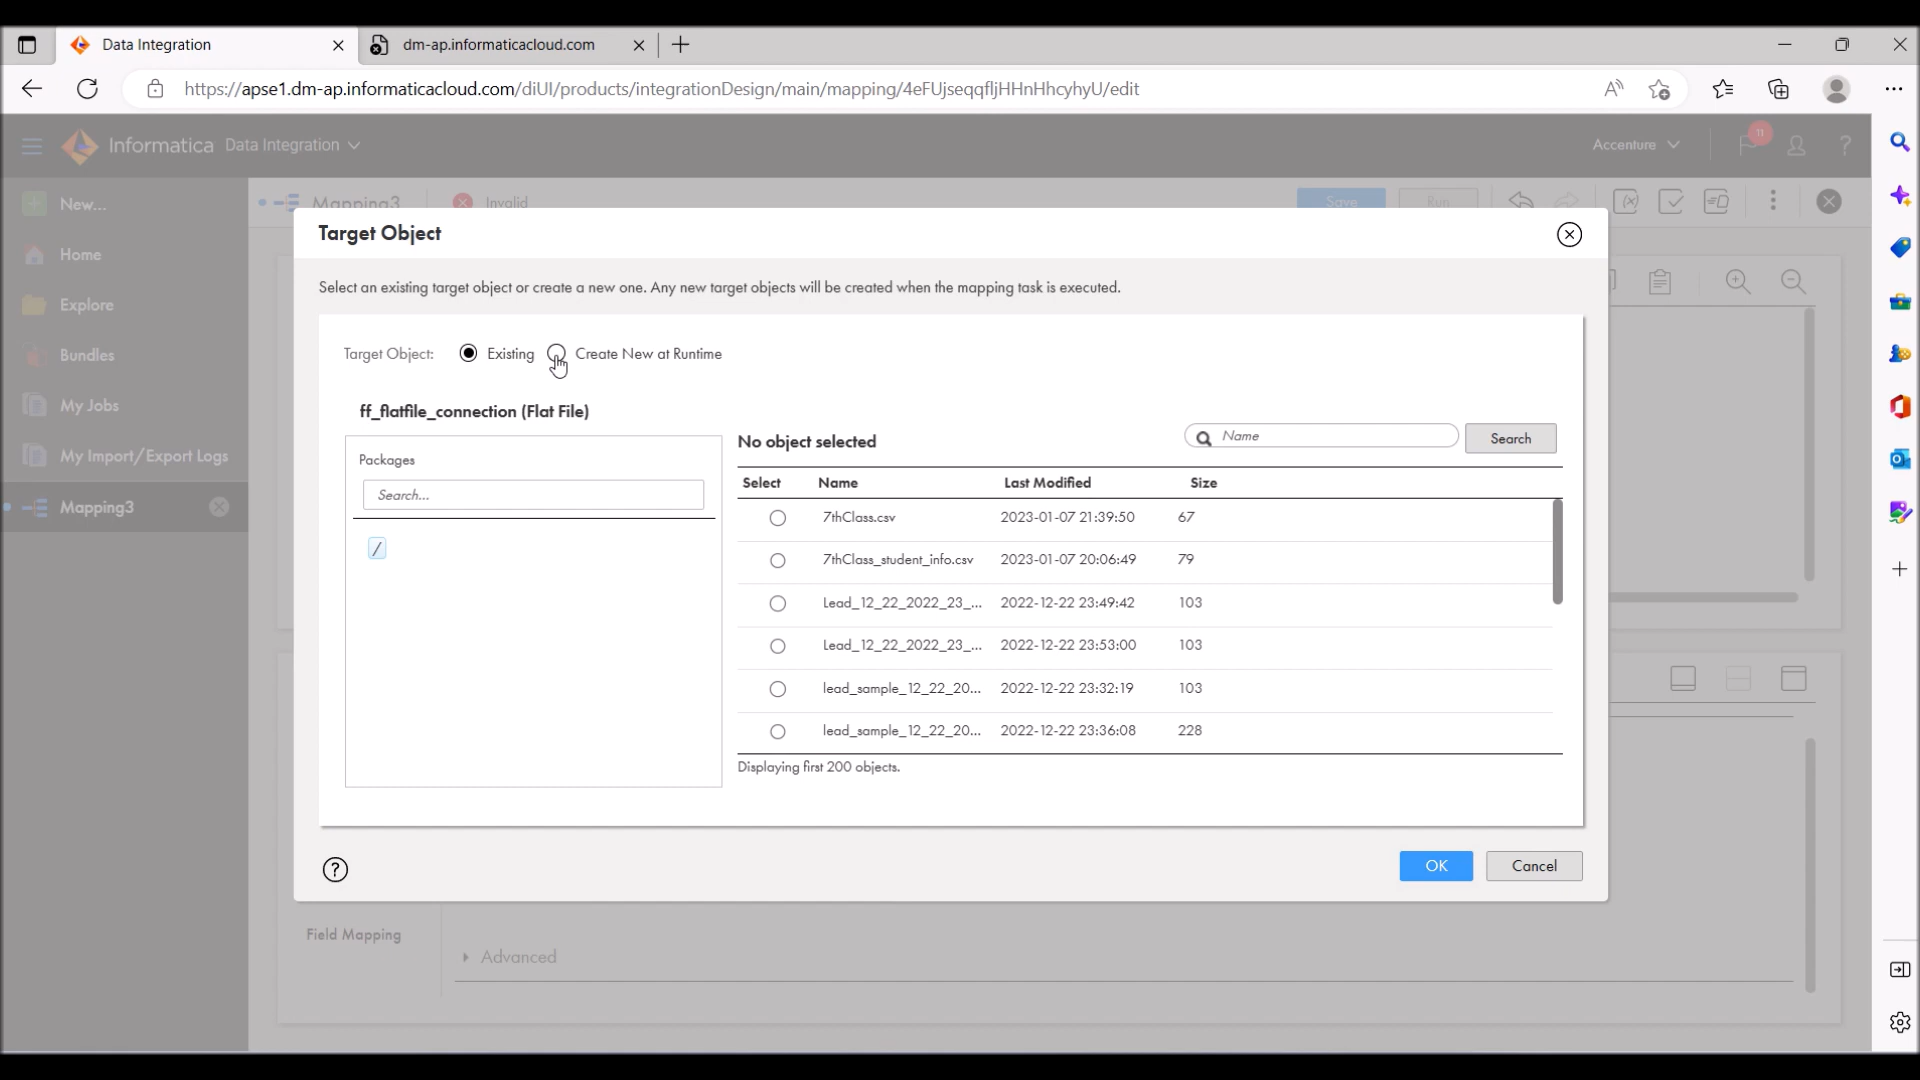 Data Integration
dm-ap.informaticacloud.com
https://apse1.dm-ap.informaticacloud.com/diUI/products/integrationDesign/main/mapping/4eFUjseqqfljHHnHhcyhyU/edit
Informatica Data Integration
Accenture
11
?
New...
Home
Explore
Bundles
My Jobs
My Import/Export Logs
Mapping3
Mapping3
Invalid
Save
Run
Target Object
Select an existing target object or create a new one. Any new target objects will be created when the mapping task is executed.
Target Object: Existing Create New at Runtime
ff_flatfile_connection (Flat File)
Packages
Search...
/
No object selected
Name
Search
Select Name Last Modified Size
7thClass.csv 2023-01-07 21:39:50 67
7thClass_student_info.csv 2023-01-07 20:06:49 79
Lead_12_22_2022_23_... 2022-12-22 23:49:42 103
Lead_12_22_2022_23_... 2022-12-22 23:53:00 103
lead_sample_12_22_20... 2022-12-22 23:32:19 103
lead_sample_12_22_20... 2022-12-22 23:36:08 228
Displaying first 200 objects.
?
OK
Cancel
Field Mapping
Advanced